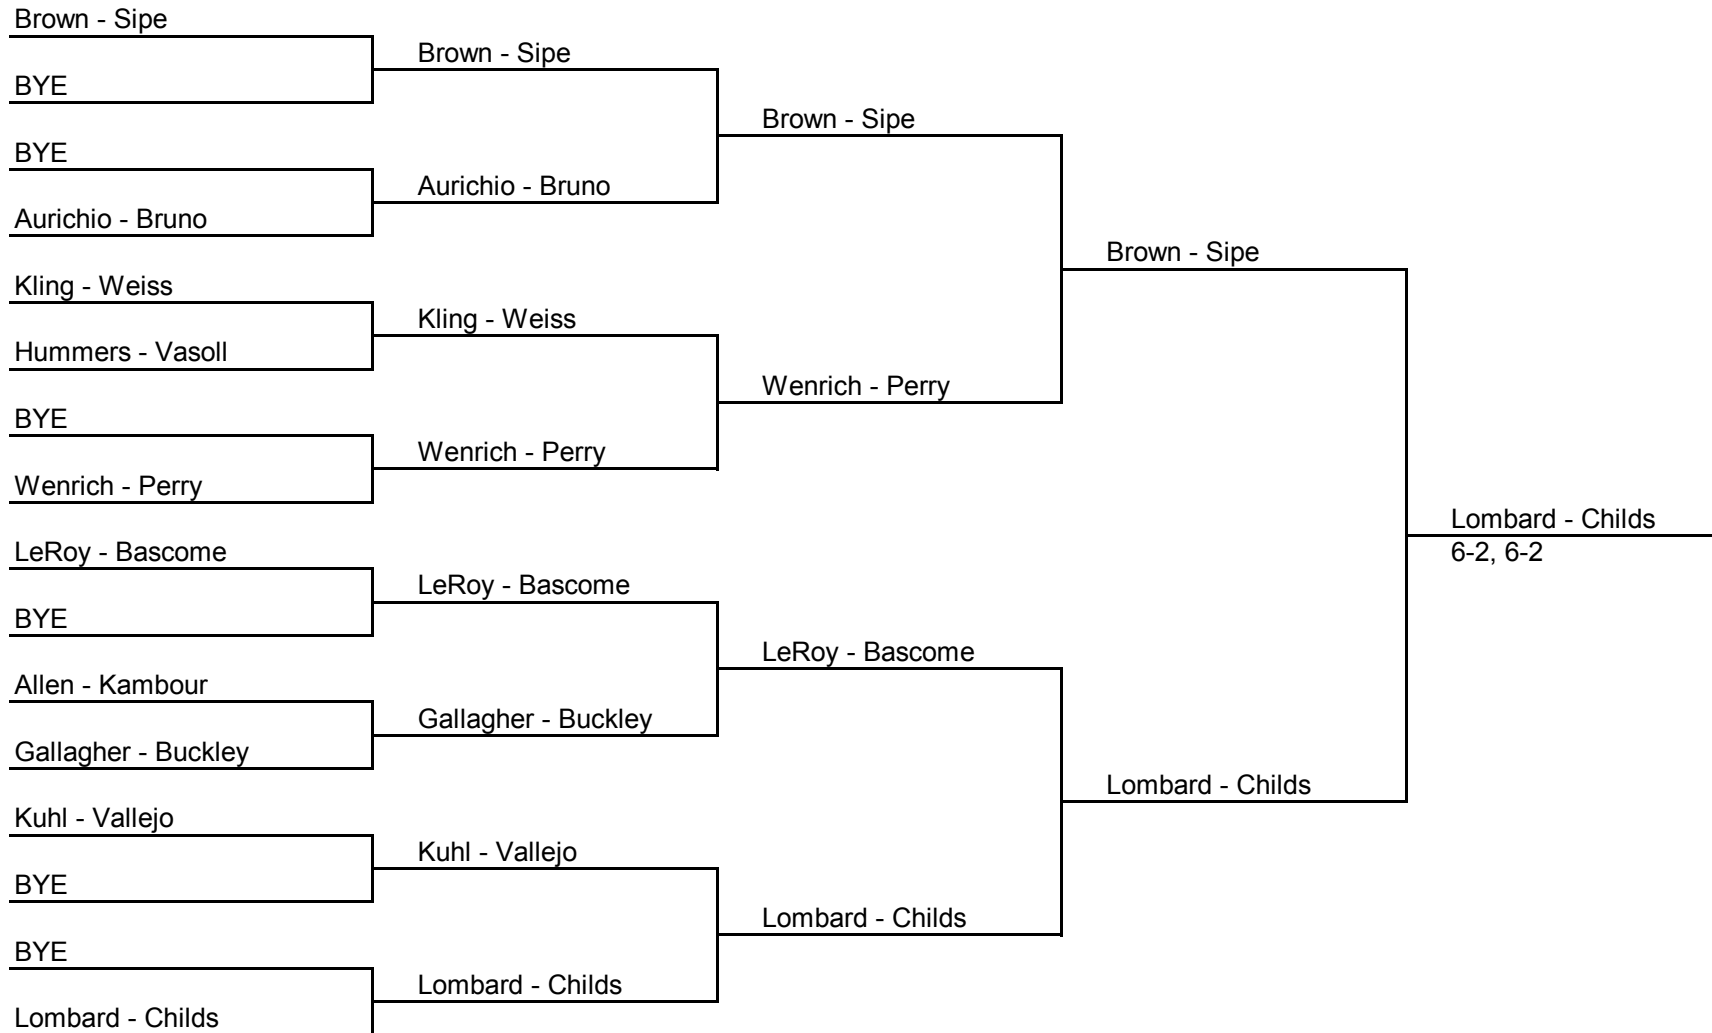 Brown - Sipe
BYE
BYE
Aurichio - Bruno
Kling - Weiss
Hummers - Vasoll
BYE
Wenrich - Perry
LeRoy - Bascome
BYE
Allen - Kambour
Gallagher - Buckley
Kuhl - Vallejo
BYE
BYE
Lombard - Childs
Brown - Sipe
Aurichio - Bruno
Kling - Weiss
Wenrich - Perry
LeRoy - Bascome
Gallagher - Buckley
Kuhl - Vallejo
Lombard - Childs
Brown - Sipe
Wenrich - Perry
LeRoy - Bascome
Lombard - Childs
Brown - Sipe
Lombard - Childs
Lombard - Childs
6-2, 6-2